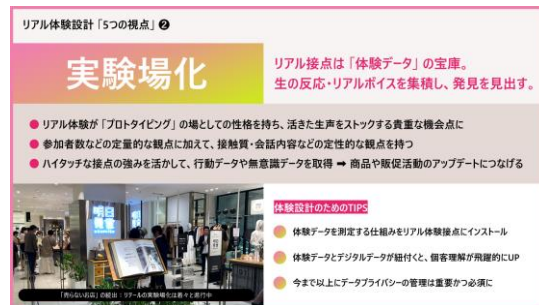 リアル体験設計「5つの視点」❷
実験場化
リアル接点は「体験データ」の宝庫。
生の反応・リアルボイスを集積し、発見を見出す。
リアル体験が「プロトタイピング」の場としての性格を持ち、活きた生声をストックする貴重な機会点に
参加者数などの定量的な観点に加えて、接触質・会話内容などの定性的な観点を持つ
ハイタッチな接点の強みを活かして、行動データや無意識データを取得 ➡ 商品や販促活動のアップデートにつなげる
体験設計のためのTIPS
体験データを測定する仕組みをリアル体験接点にインストール
体験データとデジタルデータが紐付くと、個客理解が飛躍的にUP
今まで以上にデータプライバシーの管理は重要かつ必須に
「売らないお店」の続出：リテールの実験場化は着々と進行中